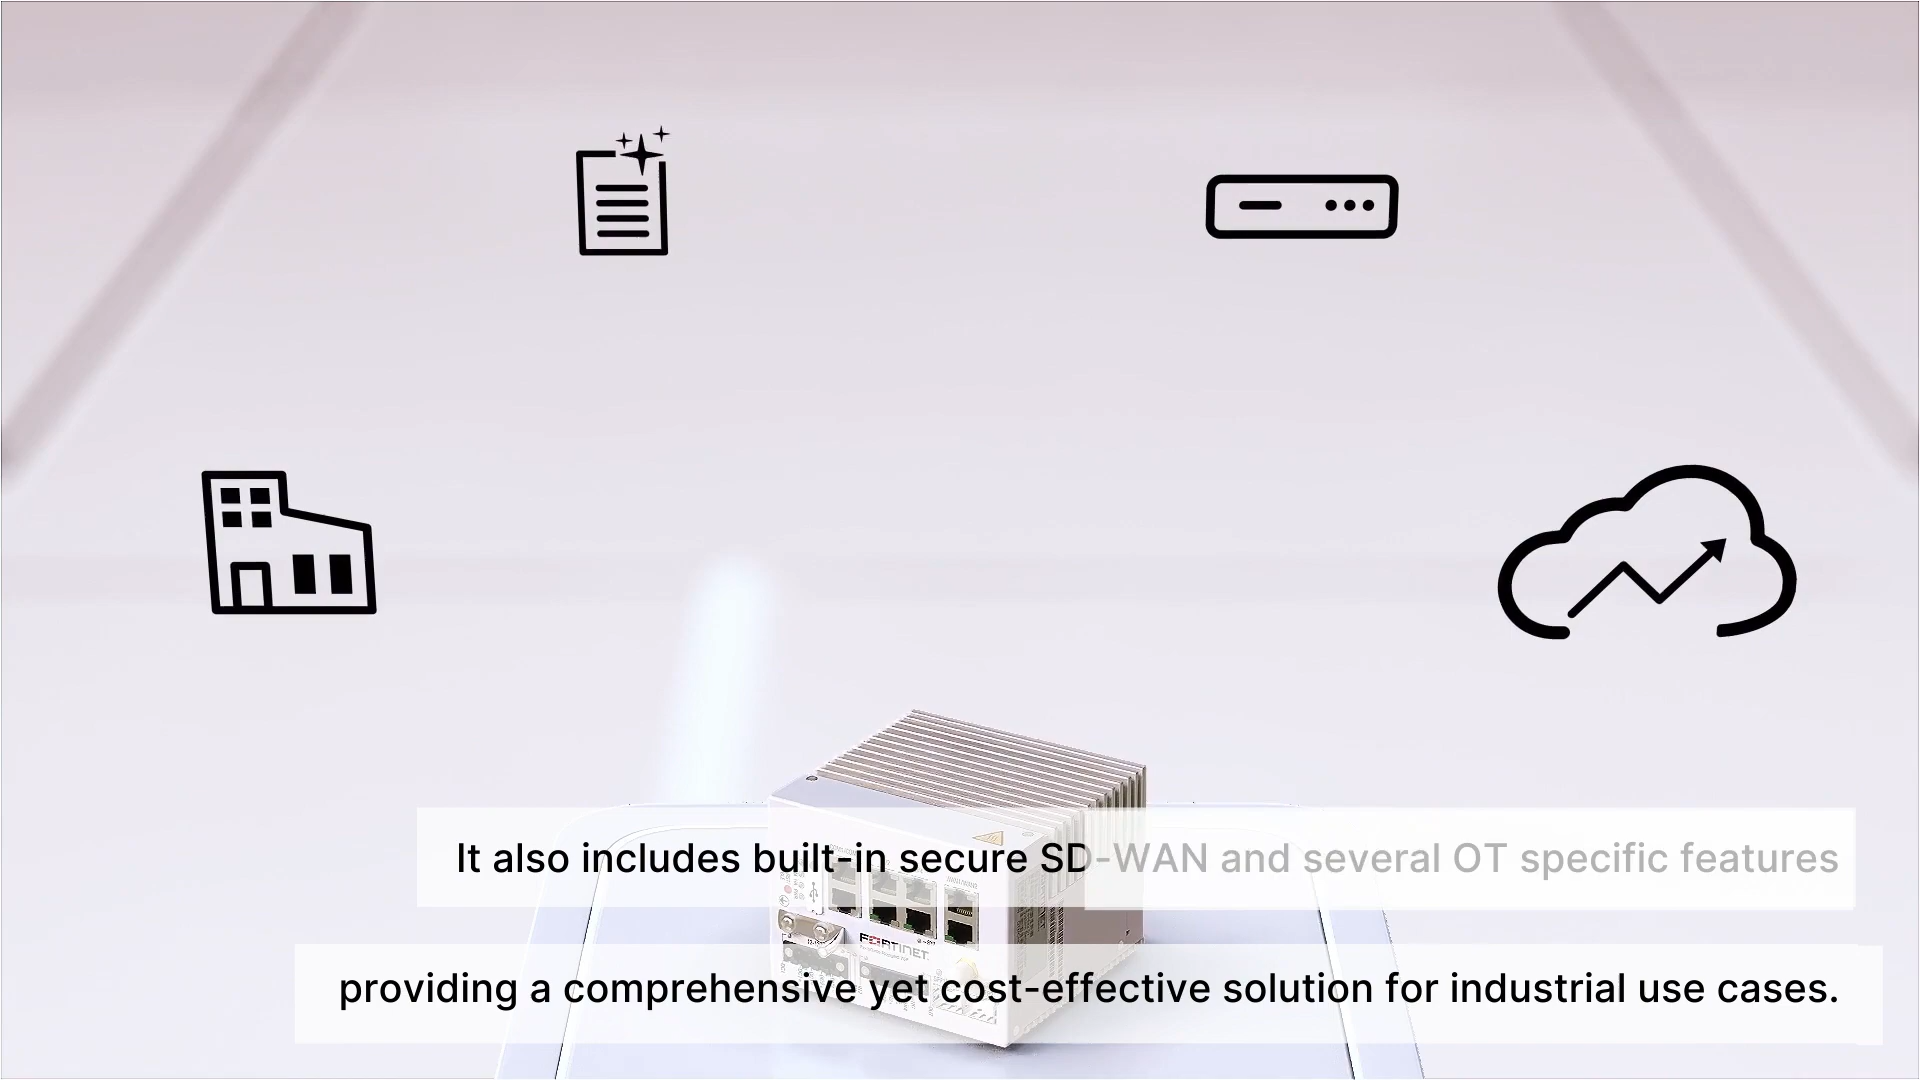 It also includes built-in secure SD-WAN and several OT specific features
FORTINET
providing a comprehensive yet cost-effective solution for industrial use cases.